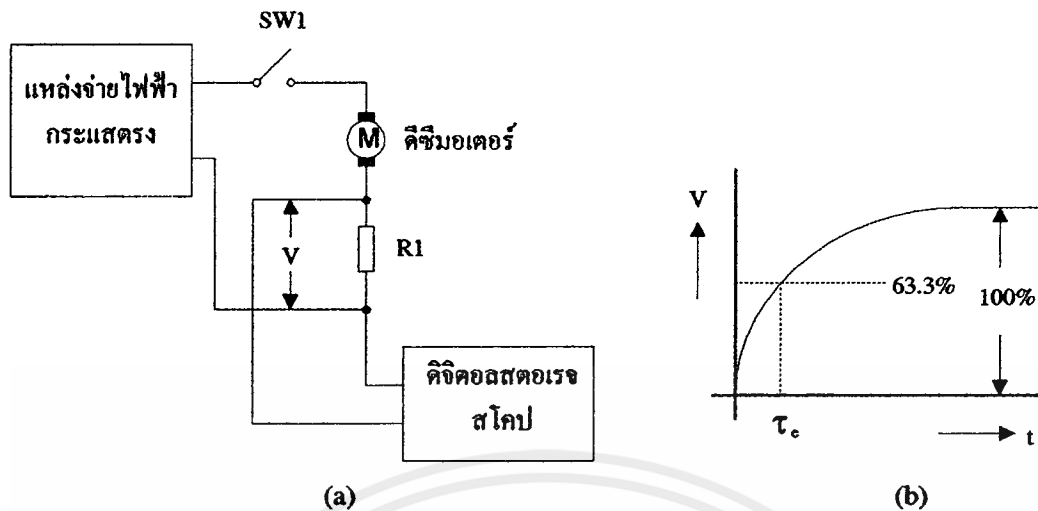 SW1
แหล่งจ่ายไฟฟ้า
กระแสตรง
M
ดีซีมอเตอร์
V
R1
ดิจิตอลสตอเรจ
สโคป
(a)
V
63.3%
100%
τc
t
(b)